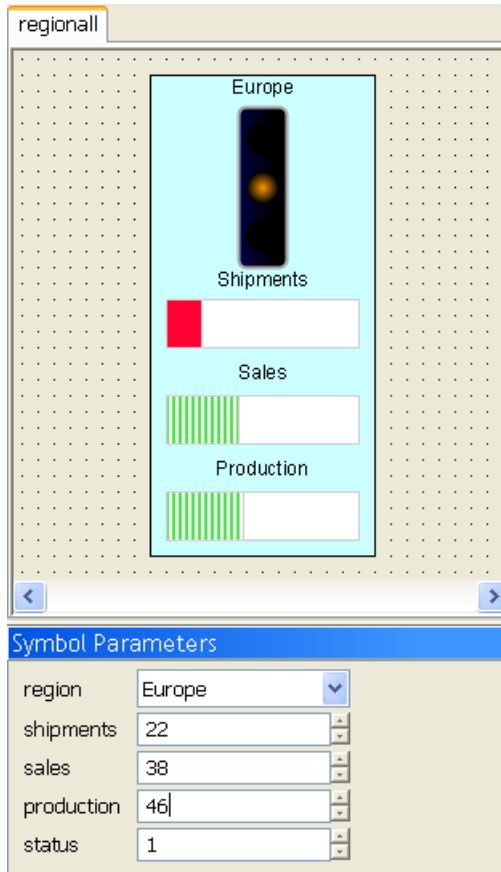 regionall
Europe
Shipments
Sales
Production
Symbol Parameters
region Europe
shipments 22
sales 38
production 46
status 1